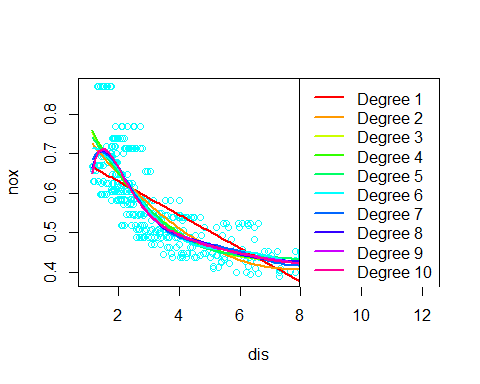 nox
0.8
0.7
0.6
0.5
0.4
Degree 1
Degree 2
Degree 3
Degree 4
Degree 5
Degree 6
Degree 7
Degree 8
Degree 9
Degree 10
2 4 6 8 10 12
dis